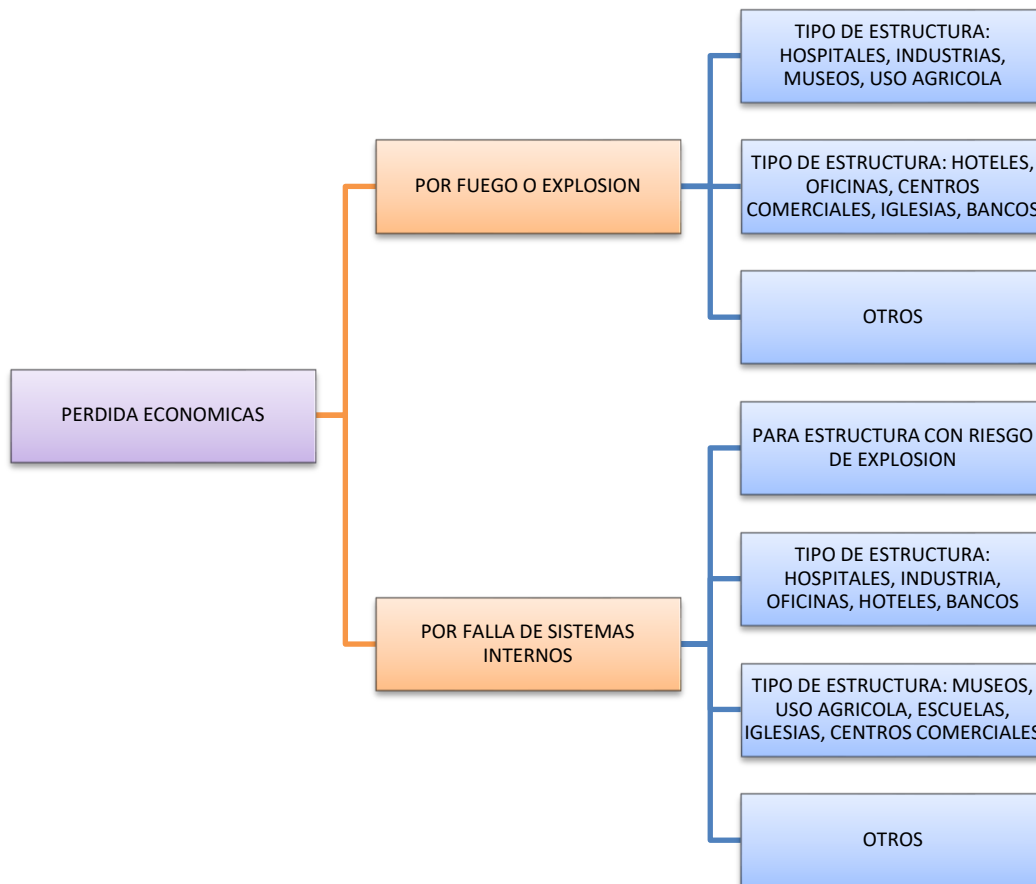 TIPO DE ESTRUCTURA:
HOSPITALES, INDUSTRIAS,
MUSEOS, USO AGRICOLA
POR FUEGO O EXPLOSION
TIPO DE ESTRUCTURA: HOTELES,
OFICINAS, CENTROS
COMERCIALES, IGLESIAS, BANCOS
OTROS
PERDIDA ECONOMICAS
PARA ESTRUCTURA CON RIESGO
DE EXPLOSION
TIPO DE ESTRUCTURA:
HOSPITALES, INDUSTRIA,
OFICINAS, HOTELES, BANCOS
POR FALLA DE SISTEMAS
INTERNOS
TIPO DE ESTRUCTURA: MUSEOS,
USO AGRICOLA, ESCUELAS,
IGLESIAS, CENTROS COMERCIALES
OTROS